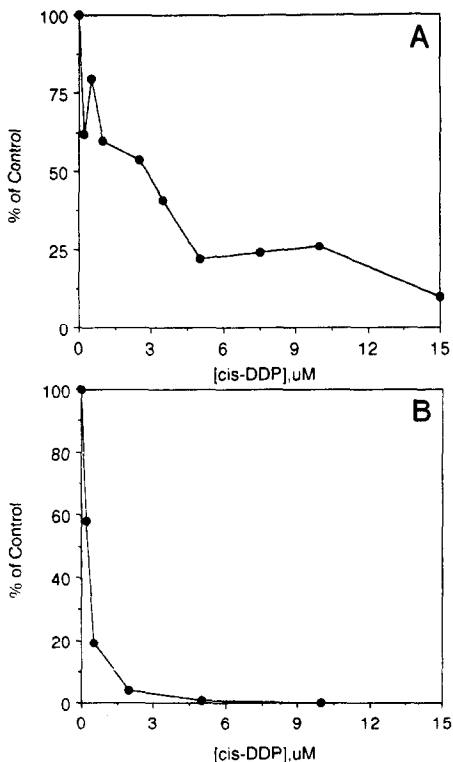 A
100
75
50
25
0
% of Control
0 3 6 9 12 15
[cis-DDP],uM
B
100
80
60
40
20
0
% of Control
0 3 6 9 12 15
[cis-DDP],uM